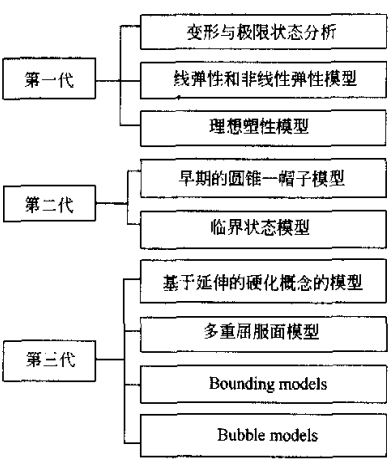 第一代
变形与极限状态分析
线弹性和非线性弹性模型
理想塑性模型
第二代
早期的圆锥一帽子模型
临界状态模型
第三代
基于延伸的硬化概念的模型
多重屈服面模型
Bounding models
Bubble models